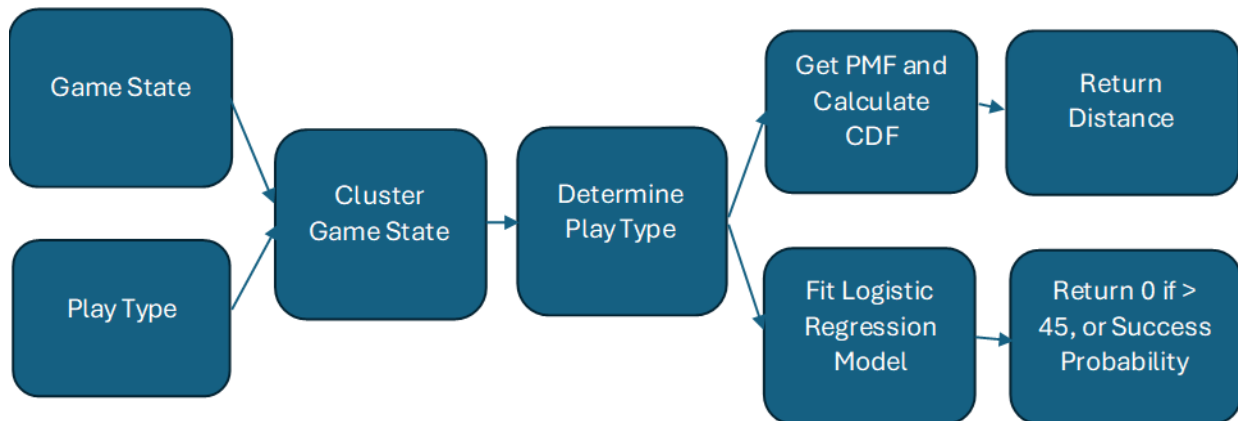 Game State
Play Type
Cluster
Game State
Determine
Play Type
Get PMF and
Calculate
CDF
Return
Distance
Fit Logistic
Regression
Model
Return 0 if >
45, or Success
Probability